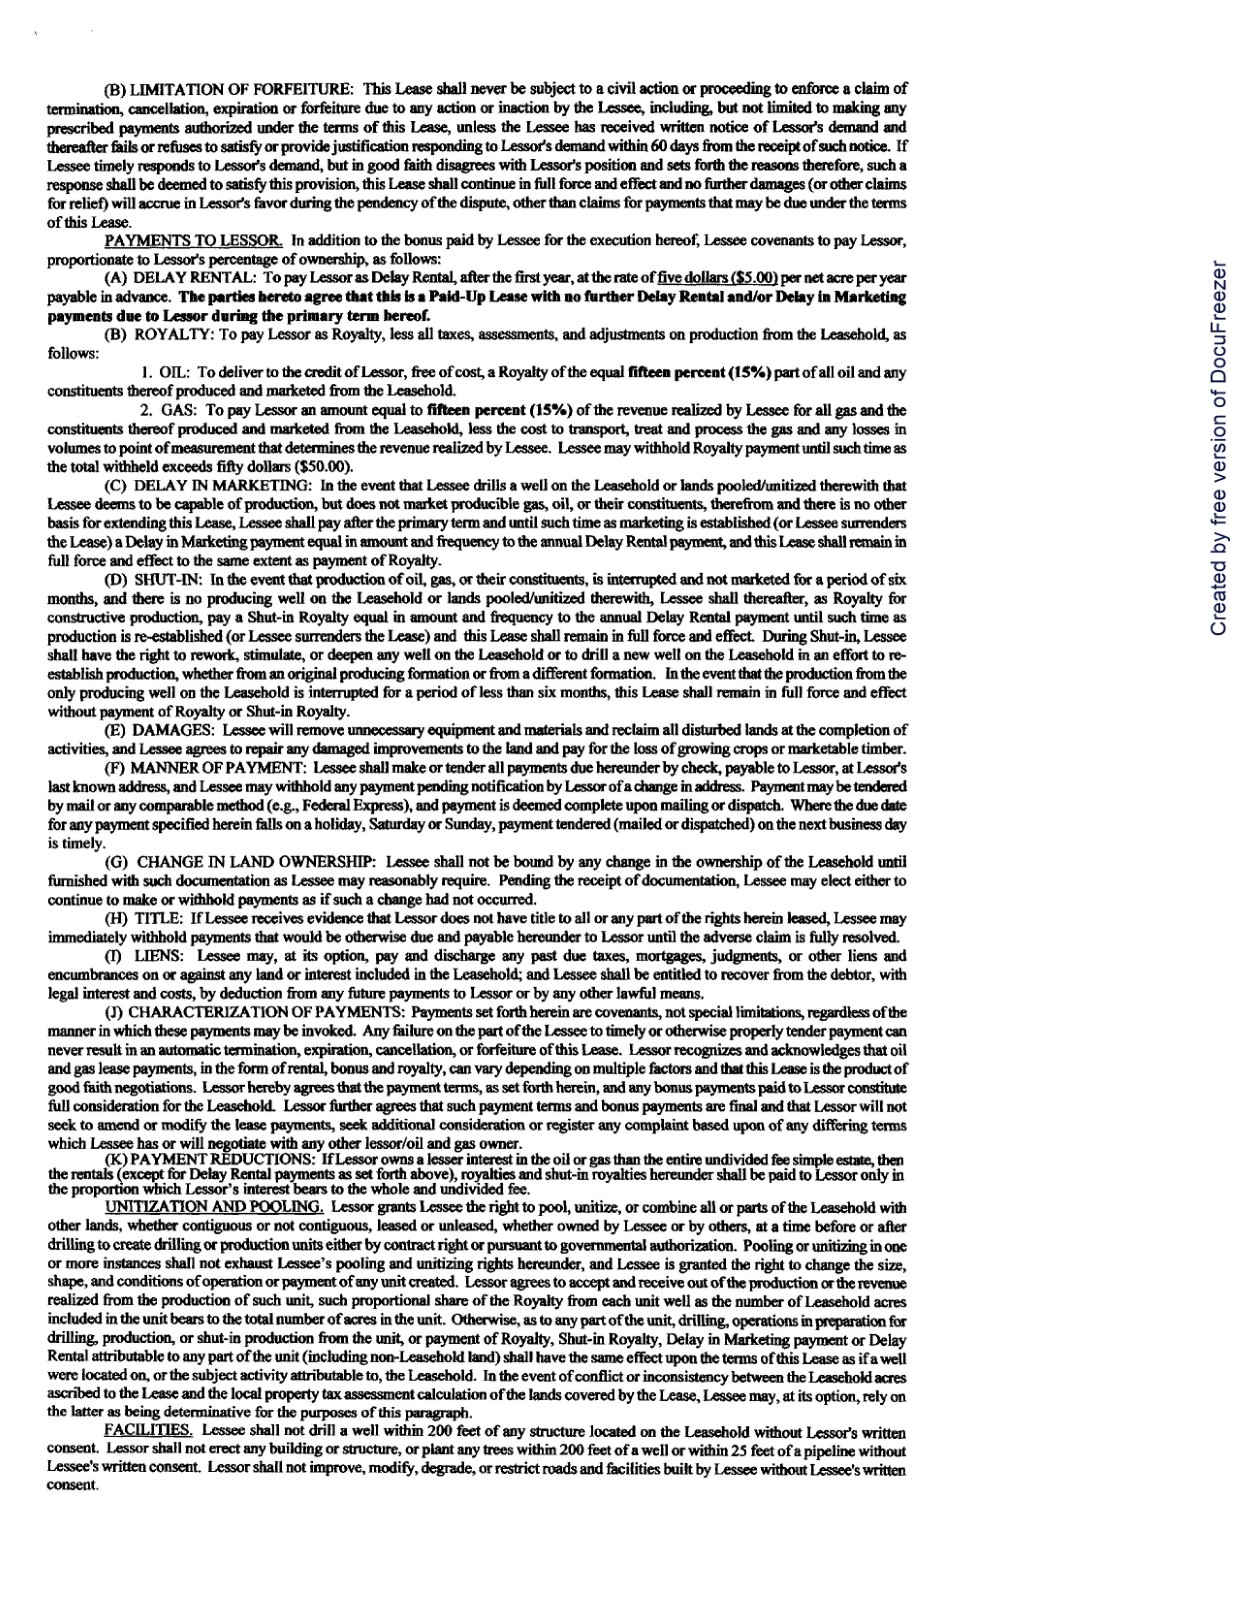 (B) LIMITATION OF FORFEITURE: This Lease shall never be subject to a civil action or proceeding to enforce a claim of
termination, cancellation, expiration or forfeiture due to any action or inaction by the Lessee, including, but not limited to making any
prescribed payments authorized under the terms of this Lease, unless the Lessee has received written notice of Lessor's demand and
thereafter fails or refuses to satisfy or provide justification responding to Lessor's demand within 60 days from the receipt of such notice. If
Lessee timely responds to Lessor's demand, but in good faith disagrees with Lessor's position and sets forth the reasons therefore, such a
response shall be deemed to satisfy this provision, this Lease shall continue in full force and effect and no further damages (or other claims
for relief) will accrue in Lessor's favor during the pendency of the dispute, other than claims for payments that may be due under the terms
of this Lease.
PAYMENTS TO LESSOR. In addition to the bonus paid by Lessee for the execution hereof, Lessee covenants to pay Lessor,
proportionate to Lessor's percentage of ownership, as follows:
(A) DELAY RENTAL: To pay Lessor as Delay Rental, after the first year, at the rate of five dollars ($5.00) per net acre per year
payable in advance. The parties hereto agree that this is a Paid-Up Lease with no further Delay Rental and/or Delay in Marketing
payments due to Lessor during the primary term hereof.
(B) ROYALTY: To pay Lessor as Royalty, less all taxes, assessments, and adjustments on production from the Leasehold, as
follows:
1. OIL: To deliver to the credit of Lessor, free of cost, a Royalty of the equal fifteen percent (15%) part of all oil and any
constituents thereof produced and marketed from the Leasehold.
2. GAS: To pay Lessor an amount equal to fifteen percent (15%) of the revenue realized by Lessee for all gas and the
constituents thereof produced and marketed from the Leasehold, less the cost to transport, treat and process the gas and any losses in
volumes to point of measurement that determines the revenue realized by Lessee. Lessee may withhold Royalty payment until such time as
the total withheld exceeds fifty dollars ($50.00).
(C) DELAY IN MARKETING: In the event that Lessee drills a well on the Leasehold or lands pooled/unitized therewith that
Lessee deems to be capable of production, but does not market producible gas, oil, or their constituents, therefrom and there is no other
basis for extending this Lease, Lessee shall pay after the primary term and until such time as marketing is established (or Lessee surrenders
the Lease) a Delay in Marketing payment equal in amount and frequency to the annual Delay Rental payment, and this Lease shall remain in
full force and effect to the same extent as payment of Royalty.
(D) SHUT-IN: In the event that production of oil, gas, or their constituents, is interrupted and not marketed for a period of six
months, and there is no producing well on the Leasehold or lands pooled/unitized therewith, Lessee shall thereafter, as Royalty for
constructive production, pay a Shut-in Royalty equal in amount and frequency to the annual Delay Rental payment until such time as
production is re-established (or Lessee surrenders the Lease) and this Lease shall remain in full force and effect. During Shut-in, Lessee
shall have the right to rework, stimulate, or deepen any well on the Leasehold or to drill a new well on the Leasehold in an effort to re-
establish production, whether from an original producing formation or from a different formation. In the event that the production from the
only producing well on the Leasehold is interrupted for a period of less than six months, this Lease shall remain in full force and effect
without payment of Royalty or Shut-in Royalty.
(E) DAMAGES: Lessee will remove unnecessary equipment and materials and reclaim all disturbed lands at the completion of
activities, and Lessee agrees to repair any damaged improvements to the land and pay for the loss of growing crops or marketable timber.
(F) MANNER OF PAYMENT: Lessee shall make or tender all payments due hereunder by check, payable to Lessor, at Lessor's
last known address, and Lessee may withhold any payment pending notification by Lessor of a change in address. Payment may be tendered
by mail or any comparable method (e.g., Federal Express), and payment is deemed complete upon mailing or dispatch. Where the due date
for any payment specified herein falls on a holiday, Saturday or Sunday, payment tendered (mailed or dispatched) on the next business day
is timely.
(G) CHANGE IN LAND OWNERSHIP: Lessee shall not be bound by any change in the ownership of the Leasehold until
furnished with such documentation as Lessee may reasonably require. Pending the receipt of documentation, Lessee may elect either to
continue to make or withhold payments as if such a change had not occurred.
(H) TITLE: If Lessee receives evidence that Lessor does not have title to all or any part of the rights herein leased, Lessee may
immediately withhold payments that would be otherwise due and payable hereunder to Lessor until the adverse claim is fully resolved.
(I) LIENS: Lessee may, at its option, pay and discharge any past due taxes, mortgages, judgments, or other liens and
encumbrances on or against any land or interest included in the Leasehold; and Lessee shall be entitled to recover from the debtor, with
legal interest and costs, by deduction from any future payments to Lessor or by any other lawful means.
(J) CHARACTERIZATION OF PAYMENTS: Payments set forth herein are covenants, not special limitations, regardless of the
manner in which these payments may be invoked. Any failure on the part of the Lessee to timely or otherwise properly tender payment can
never result in an automatic termination, expiration, cancellation, or forfeiture of this Lease. Lessor recognizes and acknowledges that oil
and gas lease payments, in the form of rental, bonus and royalty, can vary depending on multiple factors and that this Lease is the product of
good faith negotiations. Lessor hereby agrees that the payment terms, as set forth herein, and any bonus payments paid to Lessor constitute
full consideration for the Leasehold. Lessor further agrees that such payment terms and bonus payments are final and that Lessor will not
seek to amend or modify the lease payments, seek additional consideration or register any complaint based upon of any differing terms
which Lessee has or will negotiate with any other lessor/oil and gas owner.
(K) PAYMENT REDUCTIONS: If Lessor owns a lesser interest in the oil or gas than the entire undivided fee simple estate, then
the rentals (except for Delay Rental payments as set forth above), royalties and shut-in royalties hereunder shall be paid to Lessor only in
the proportion which Lessor's interest bears to the whole and undivided fee.
UNITIZATION AND POOLING. Lessor grants Lessee the right to pool, unitize, or combine all or parts of the Leasehold with
other lands, whether contiguous or not contiguous, leased or unleased, whether owned by Lessee or by others, at a time before or after
drilling to create drilling or production units either by contract right or pursuant to governmental authorization. Pooling or unitizing in one
or more instances shall not exhaust Lessee's pooling and unitizing rights hereunder, and Lessee is granted the right to change the size,
shape, and conditions of operation or payment of any unit created. Lessor agrees to accept and receive out of the production or the revenue
realized from the production of such unit, such proportional share of the Royalty from each unit well as the number of Leasehold acres
included in the unit bears to the total number of acres in the unit. Otherwise, as to any part of the unit, drilling, operations in preparation for
drilling, production, or shut-in production from the unit, or payment of Royalty, Shut-in Royalty, Delay in Marketing payment or Delay
Rental attributable to any part of the unit (including non-Leasehold land) shall have the same effect upon the terms of this Lease as if a well
were located on, or the subject activity attributable to, the Leasehold. In the event of conflict or inconsistency between the Leasehold acres
ascribed to the Lease and the local property tax assessment calculation of the lands covered by the Lease, Lessee may, at its option, rely on
the latter as being determinative for the purposes of this paragraph.
FACILITIES. Lessee shall not drill a well within 200 feet of any structure located on the Leasehold without Lessor's written
consent. Lessor shall not erect any building or structure, or plant any trees within 200 feet of a well or within 25 feet of a pipeline without
Lessee's written consent. Lessor shall not improve, modify, degrade, or restrict roads and facilities built by Lessee without Lessee's written
consent.
Created by free version of DocuFreezer